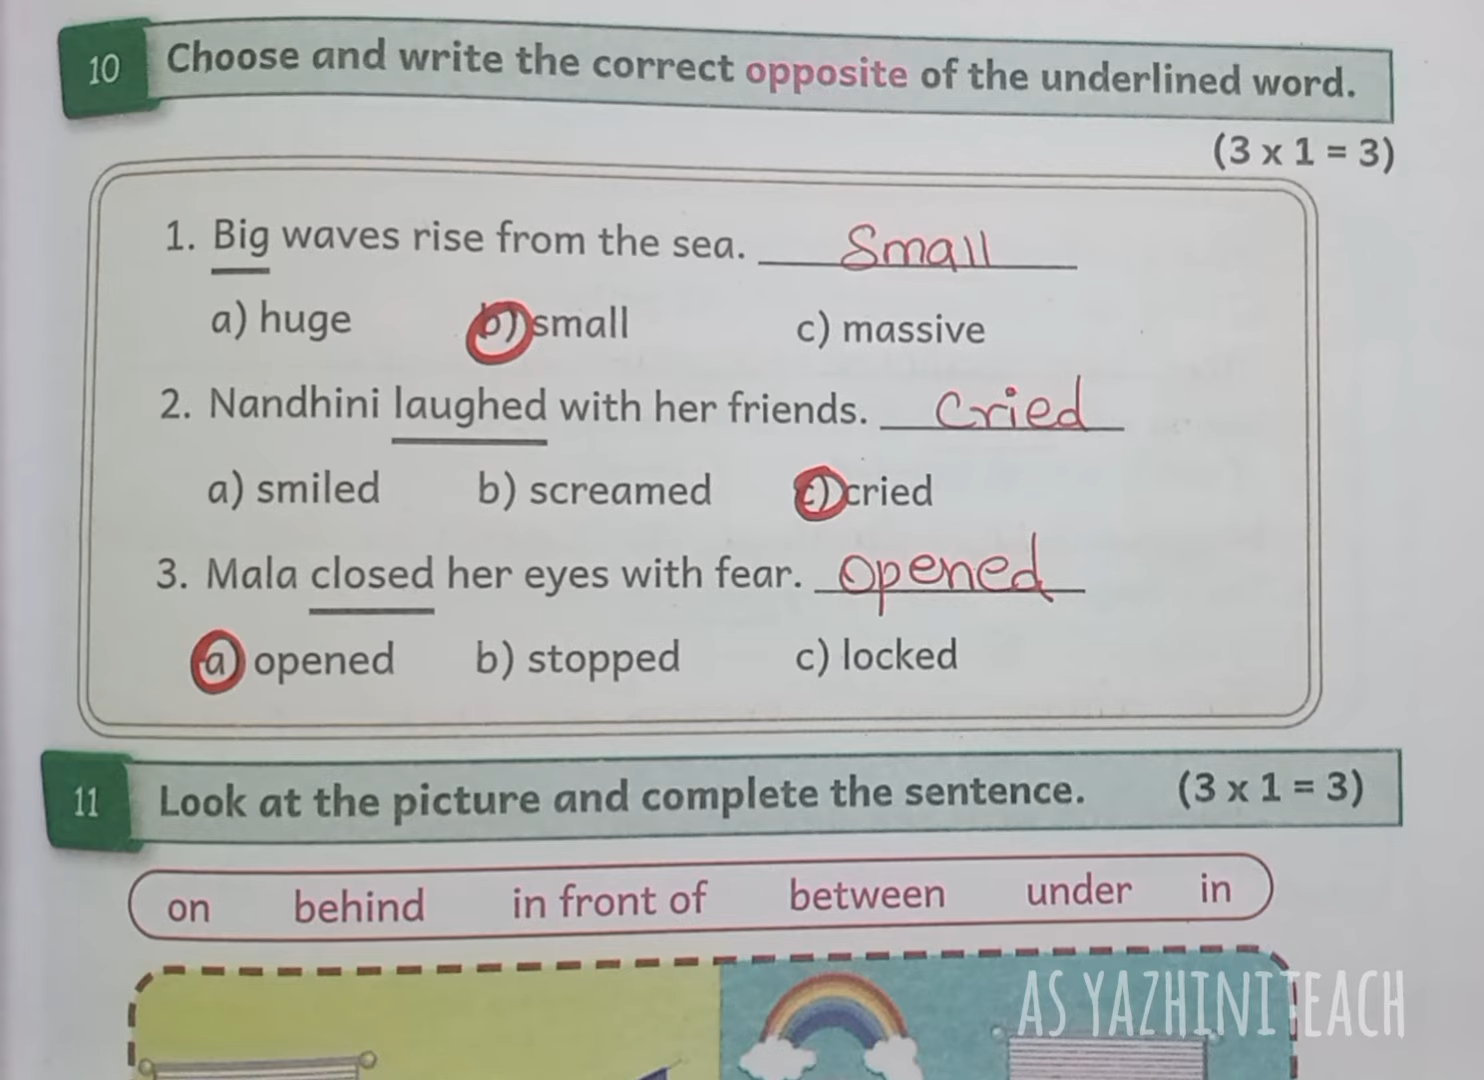 10 Choose and write the correct opposite of the underlined word.
(3 x 1 = 3)
1. Big waves rise from the sea. Small
a) huge b) small c) massive
2. Nandhini laughed with her friends. cried
a) smiled b) screamed c) cried
3. Mala closed her eyes with fear. opened
a) opened b) stopped c) locked
11 Look at the picture and complete the sentence. (3 x 1 = 3)
on behind in front of between under in
AS YAZHINI TEACH